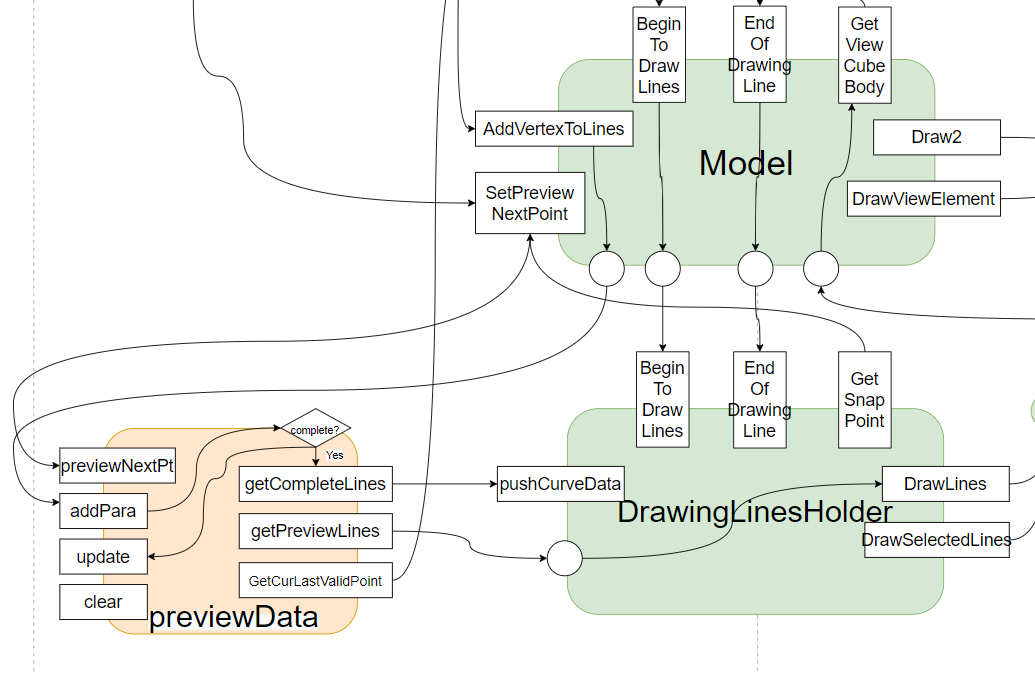 Begin
To
Draw
Lines
End
Of
Drawing
Line
Get
View
Cube
Body
AddVertexToLines
Draw2
Model
SetPreview
NextPoint
DrawViewElement
Begin
To
Draw
Lines
End
Of
Drawing
Line
Get
Snap
Point
complete?
Yes
previewNextPt
getCompleteLines
pushCurveData
DrawLines
addPara
DrawingLinesHolder
getPreviewLines
DrawSelectedLines
update
GetCurLastValidPoint
clear
previewData